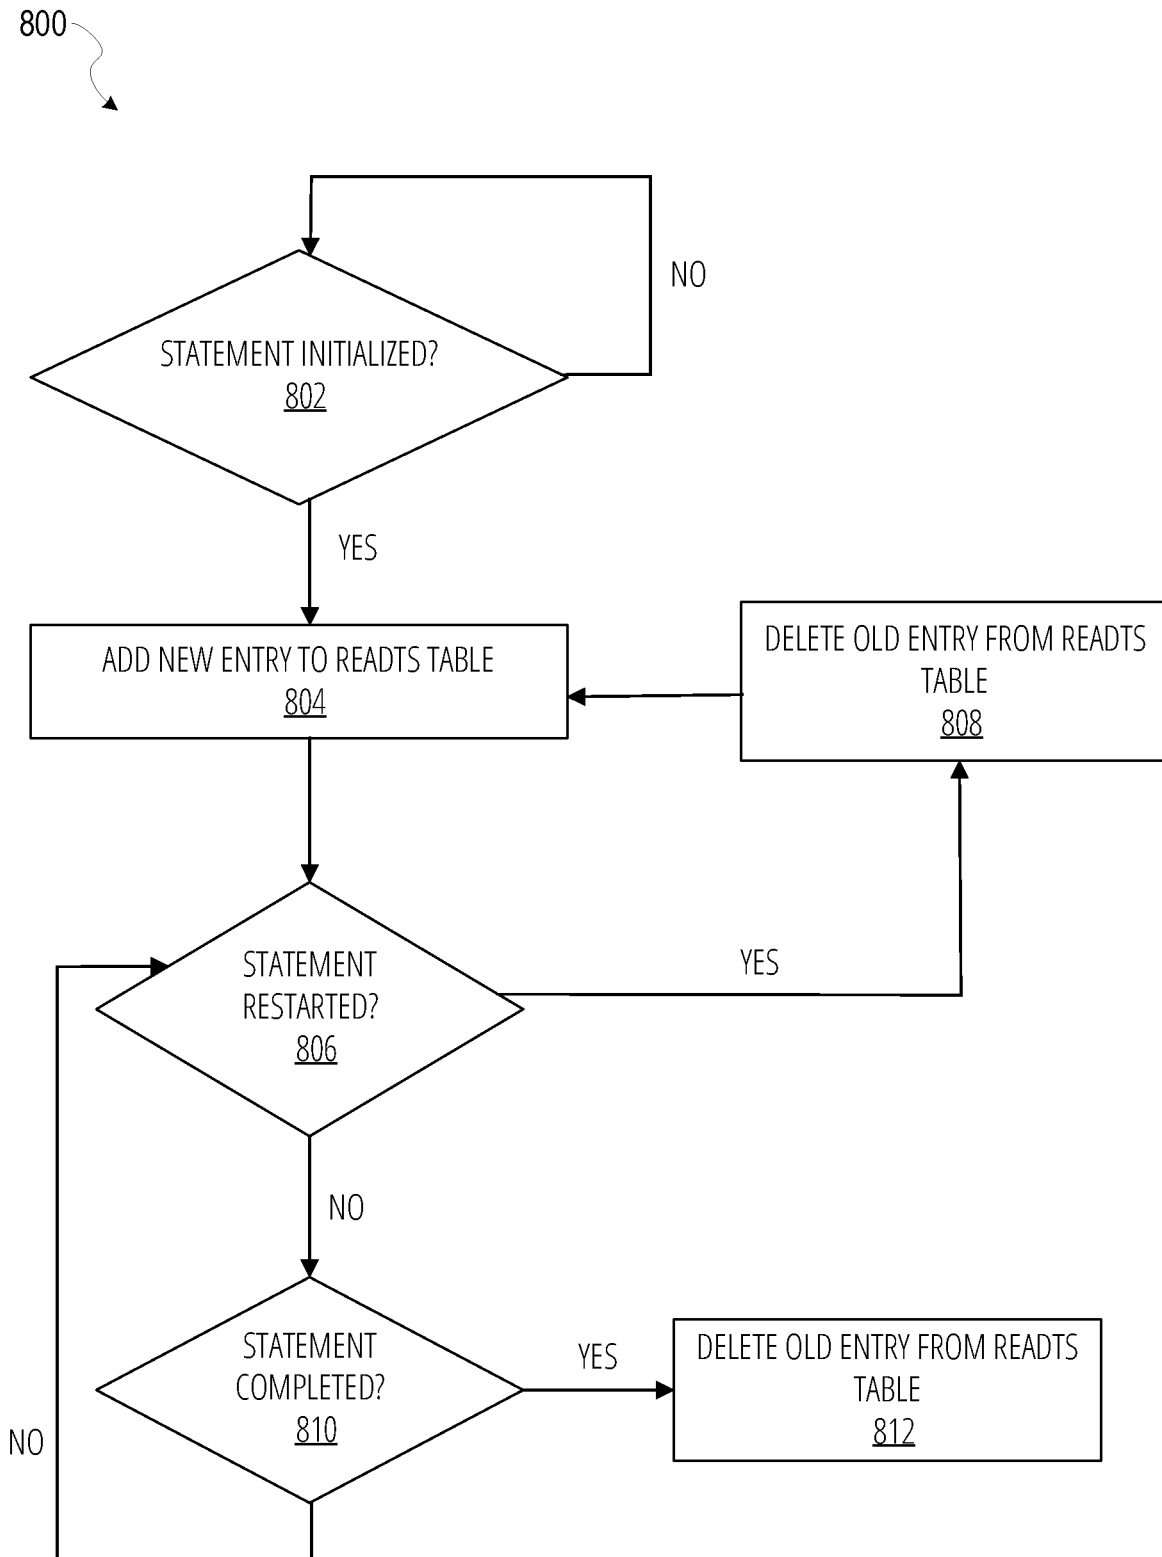 800
NO
STATEMENT INITIALIZED?
802
YES
ADD NEW ENTRY TO READTS TABLE
804
DELETE OLD ENTRY FROM READTS
TABLE
808
STATEMENT
RESTARTED?
806
YES
NO
STATEMENT
COMPLETED?
810
YES
DELETE OLD ENTRY FROM READTS
TABLE
812
NO